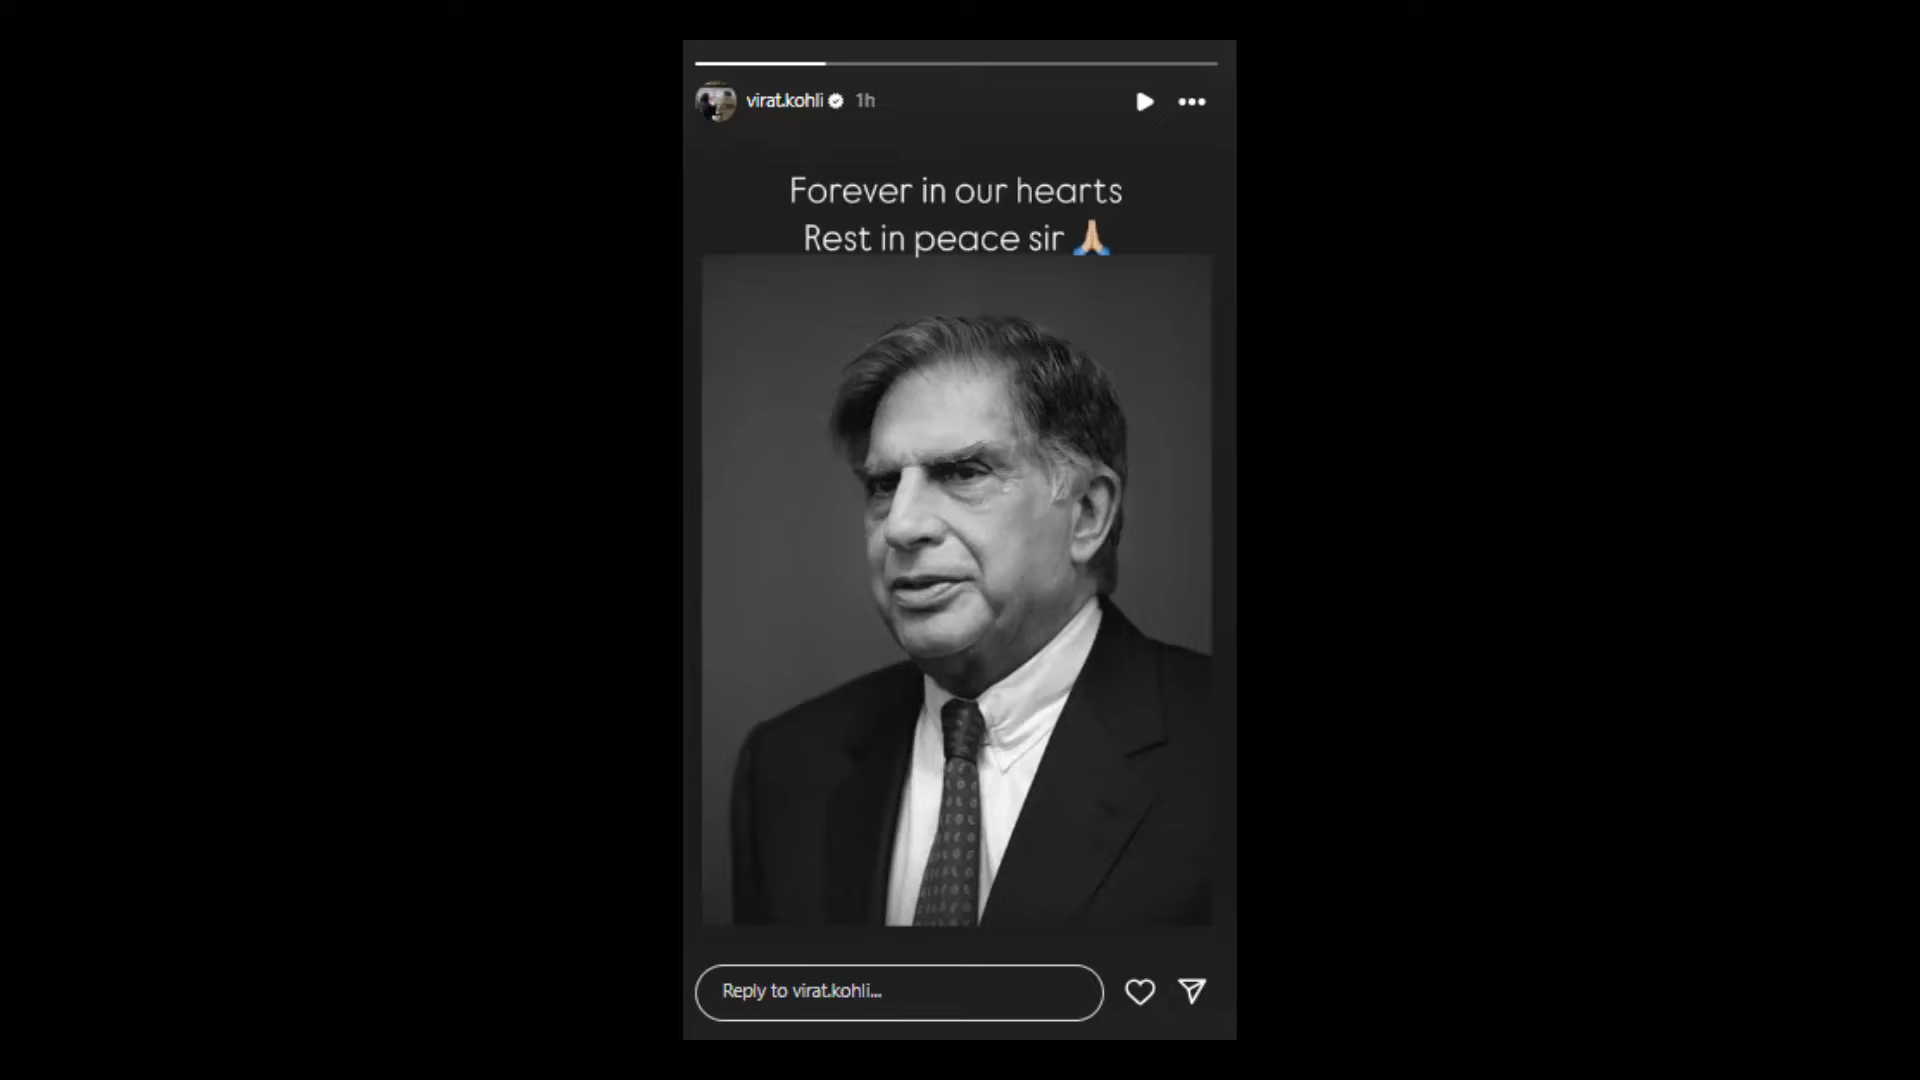 virat.kohli 1h
Forever in our hearts
Rest in peace sir 🙏🏼
Reply to virat.kohli...